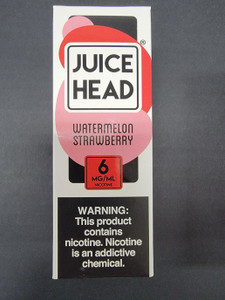 JUICE
HEAD
®
WATERMELON
STRAWBERRY
6
MG/ML
NICOTINE
WARNING:
This product
contains
nicotine. Nicotine
is an addictive
chemical.